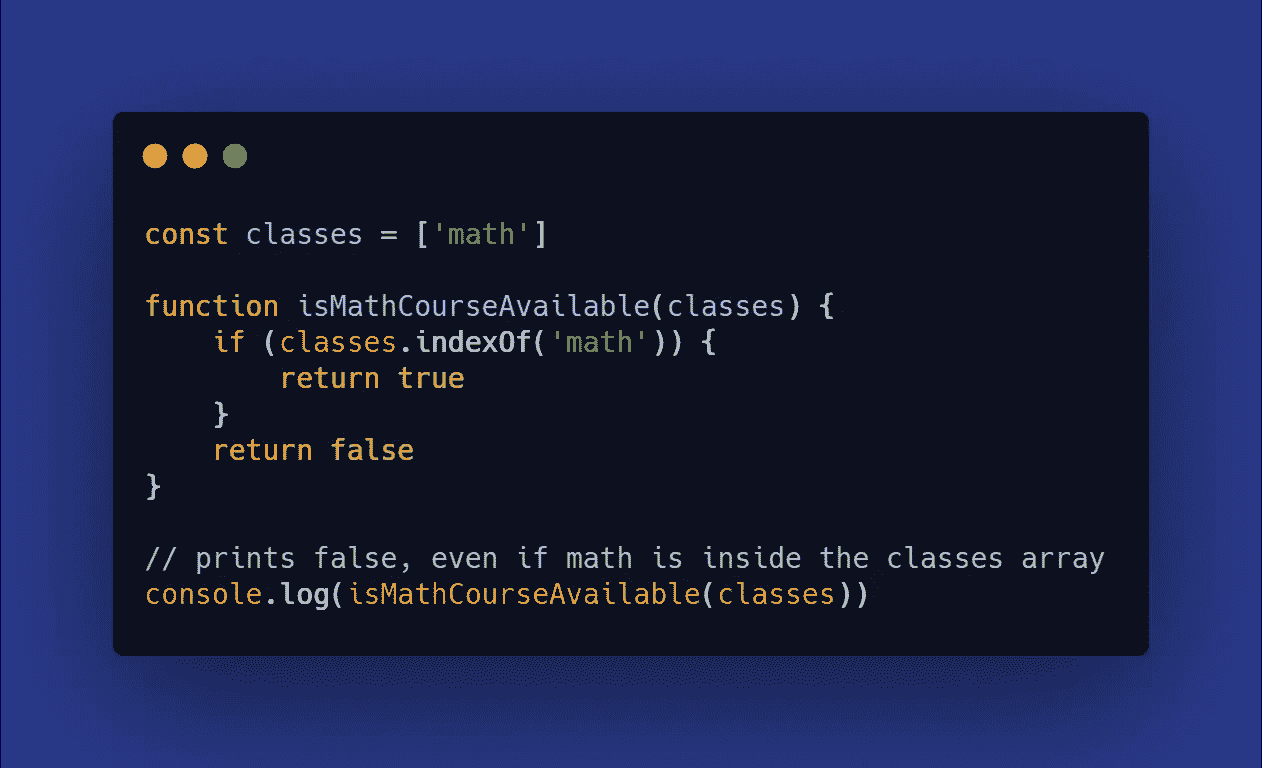 const classes = ['math']
function isMathCourseAvailable(classes) {
    if (classes.indexOf('math')) {
        return true
    }
    return false
}
// prints false, even if math is inside the classes array
console.log(isMathCourseAvailable(classes))